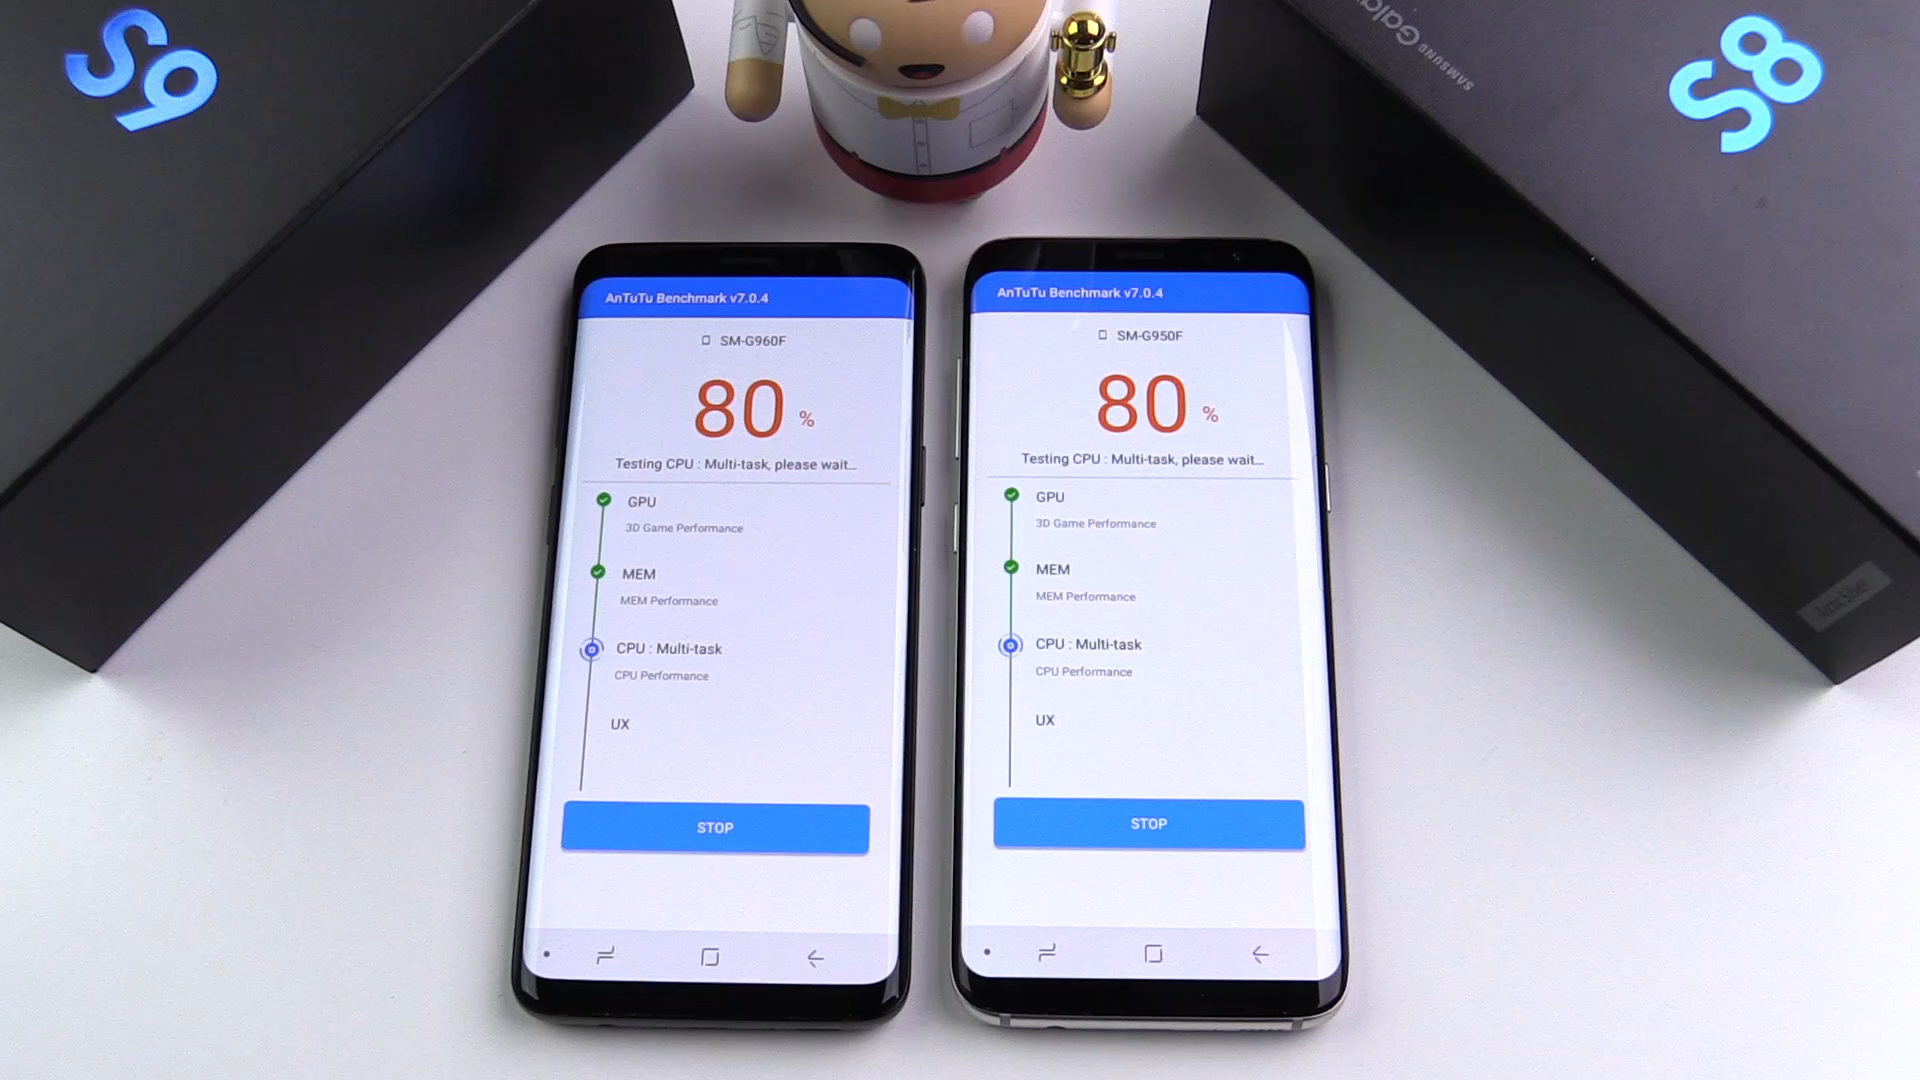 S9
SAMSUNG Galaxy
S8
Arctic Silver
AnTuTu Benchmark v7.0.4
SM-G960F
80 %
Testing CPU : Multi-task, please wait...
GPU
3D Game Performance
MEM
MEM Performance
CPU : Multi-task
CPU Performance
UX
STOP
AnTuTu Benchmark v7.0.4
SM-G950F
80 %
Testing CPU : Multi-task, please wait...
GPU
3D Game Performance
MEM
MEM Performance
CPU : Multi-task
CPU Performance
UX
STOP